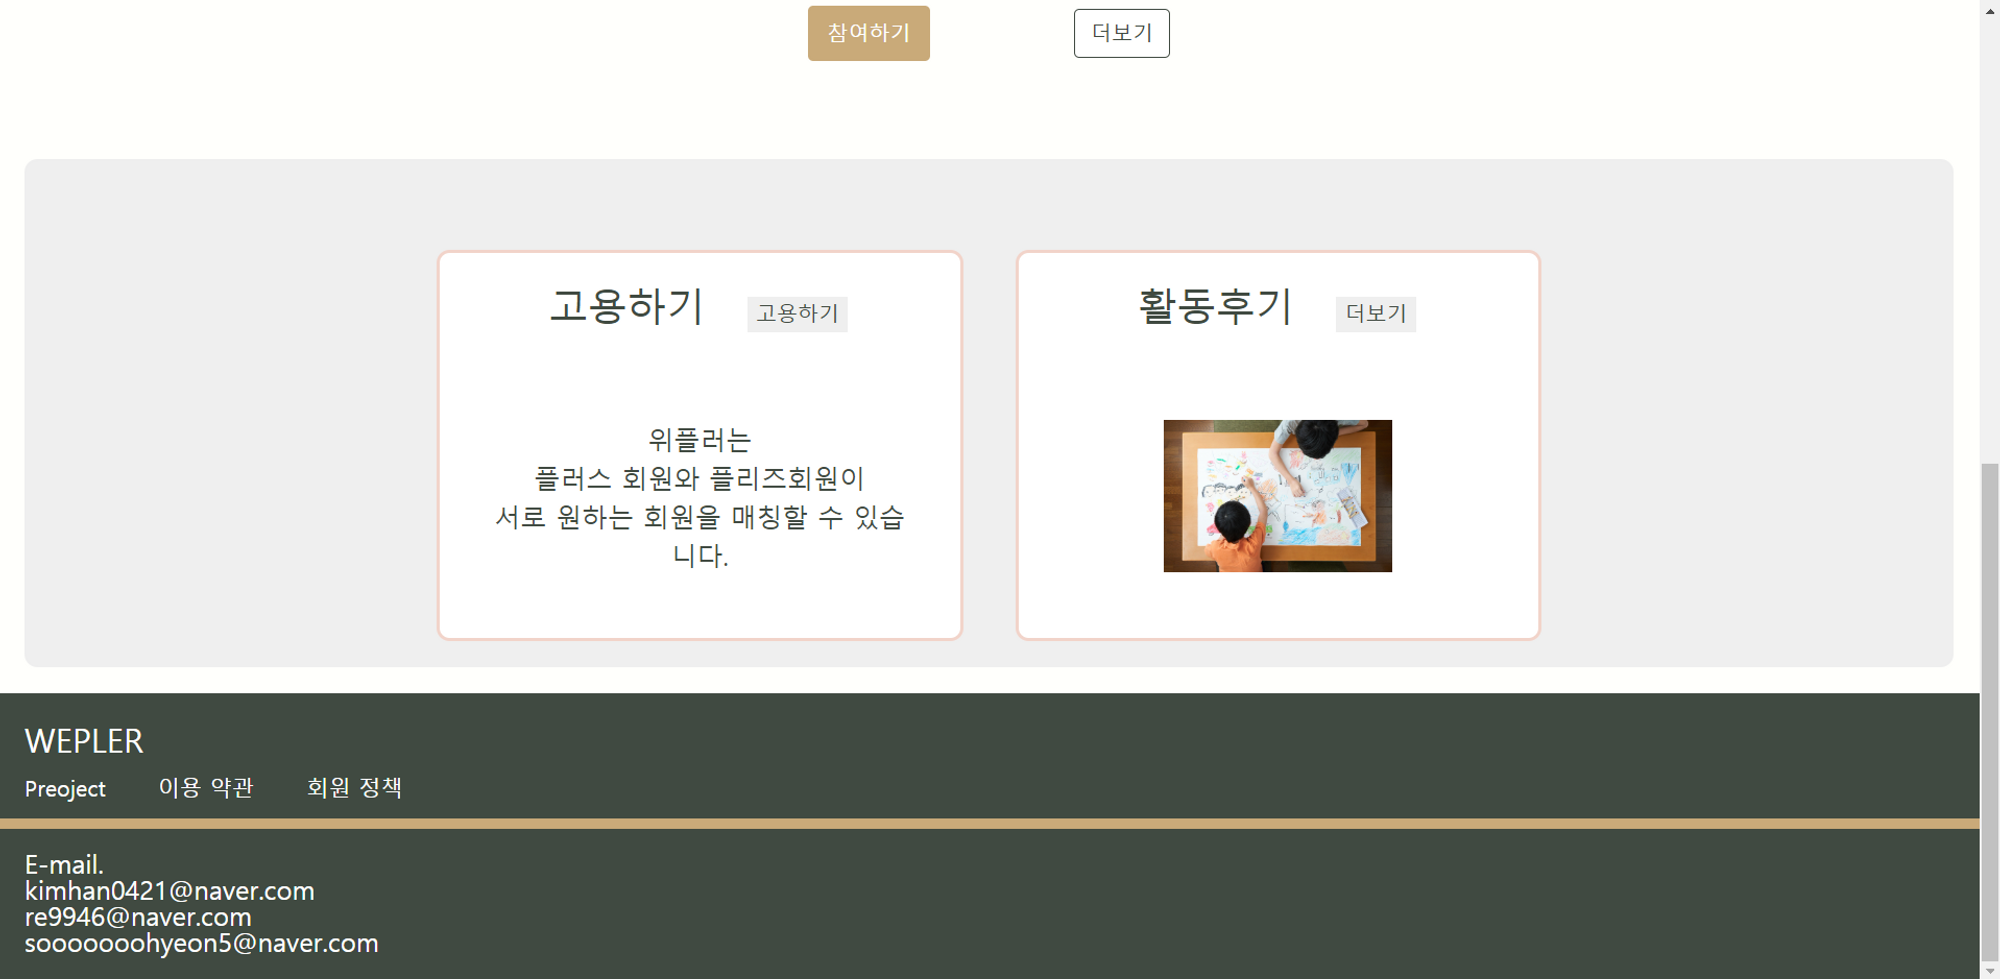 참여하기
더보기
고용하기
고용하기
위플러는
플러스 회원와 플리즈회원이
서로 원하는 회원을 매칭할 수 있습
니다.
활동후기
더보기
WEPLER
Preoject
이용 약관
회원 정책
E-mail.
kimhan0421@naver.com
re9946@naver.com
sooooooohyeon5@naver.com